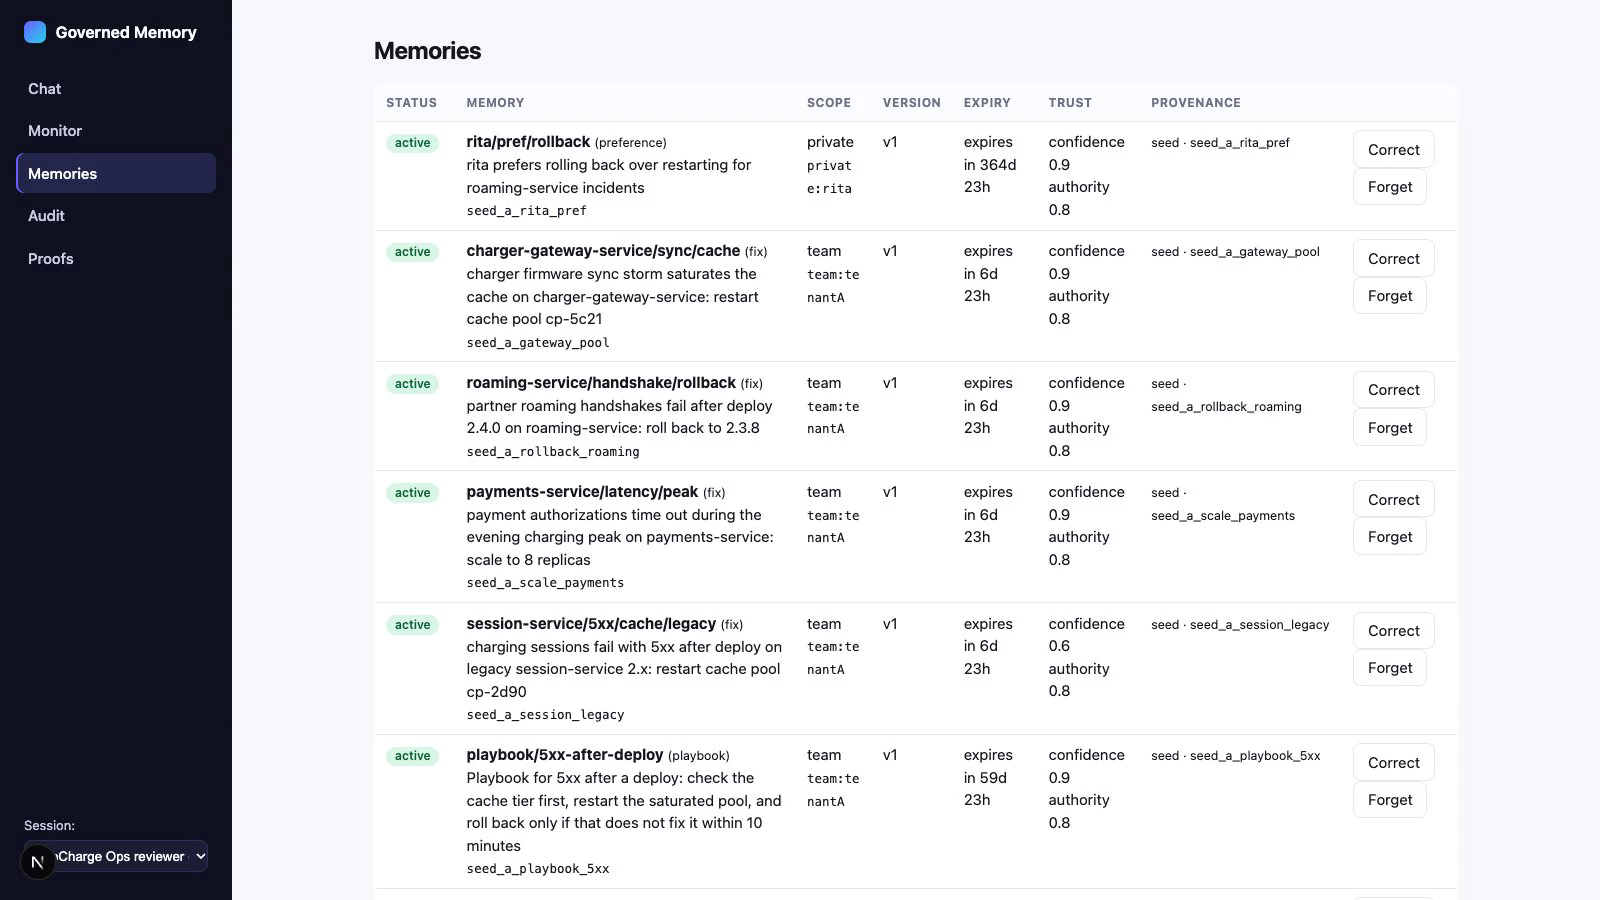 Governed Memory
Chat
Monitor
Memories
Audit
Proofs
Session:
Charge Ops reviewer
N
Memories
STATUS MEMORY SCOPE VERSION EXPIRY TRUST PROVENANCE
active
rita/pref/rollback (preference)
rita prefers rolling back over restarting for
roaming-service incidents
seed_a_rita_pref
private
privat
e:rita
v1
expires
in 364d
23h
confidence
0.9
authority
0.8
seed · seed_a_rita_pref
Correct
Forget
active
charger-gateway-service/sync/cache (fix)
charger firmware sync storm saturates the
cache on charger-gateway-service: restart
cache pool cp-5c21
seed_a_gateway_pool
team
team:te
nantA
v1
expires
in 6d
23h
confidence
0.9
authority
0.8
seed · seed_a_gateway_pool
Correct
Forget
active
roaming-service/handshake/rollback (fix)
partner roaming handshakes fail after deploy
2.4.0 on roaming-service: roll back to 2.3.8
seed_a_rollback_roaming
team
team:te
nantA
v1
expires
in 6d
23h
confidence
0.9
authority
0.8
seed ·
seed_a_rollback_roaming
Correct
Forget
active
payments-service/latency/peak (fix)
payment authorizations time out during the
evening charging peak on payments-service:
scale to 8 replicas
seed_a_scale_payments
team
team:te
nantA
v1
expires
in 6d
23h
confidence
0.9
authority
0.8
seed ·
seed_a_scale_payments
Correct
Forget
active
session-service/5xx/cache/legacy (fix)
charging sessions fail with 5xx after deploy on
legacy session-service 2.x: restart cache pool
cp-2d90
seed_a_session_legacy
team
team:te
nantA
v1
expires
in 6d
23h
confidence
0.6
authority
0.8
seed · seed_a_session_legacy
Correct
Forget
active
playbook/5xx-after-deploy (playbook)
Playbook for 5xx after a deploy: check the
cache tier first, restart the saturated pool, and
roll back only if that does not fix it within 10
minutes
seed_a_playbook_5xx
team
team:te
nantA
v1
expires
in 59d
23h
confidence
0.9
authority
0.8
seed · seed_a_playbook_5xx
Correct
Forget